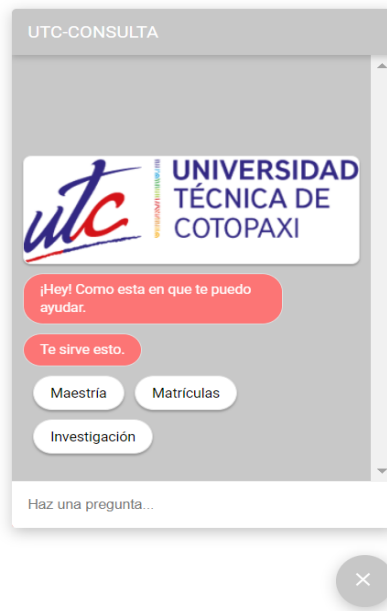 UTC-CONSULTA
utc
UNIVERSIDAD
TÉCNICA DE
COTOPAXI
¡Hey! Como esta en que te puedo
ayudar.
Te sirve esto.
Maestría
Matrículas
Investigación
Haz una pregunta...